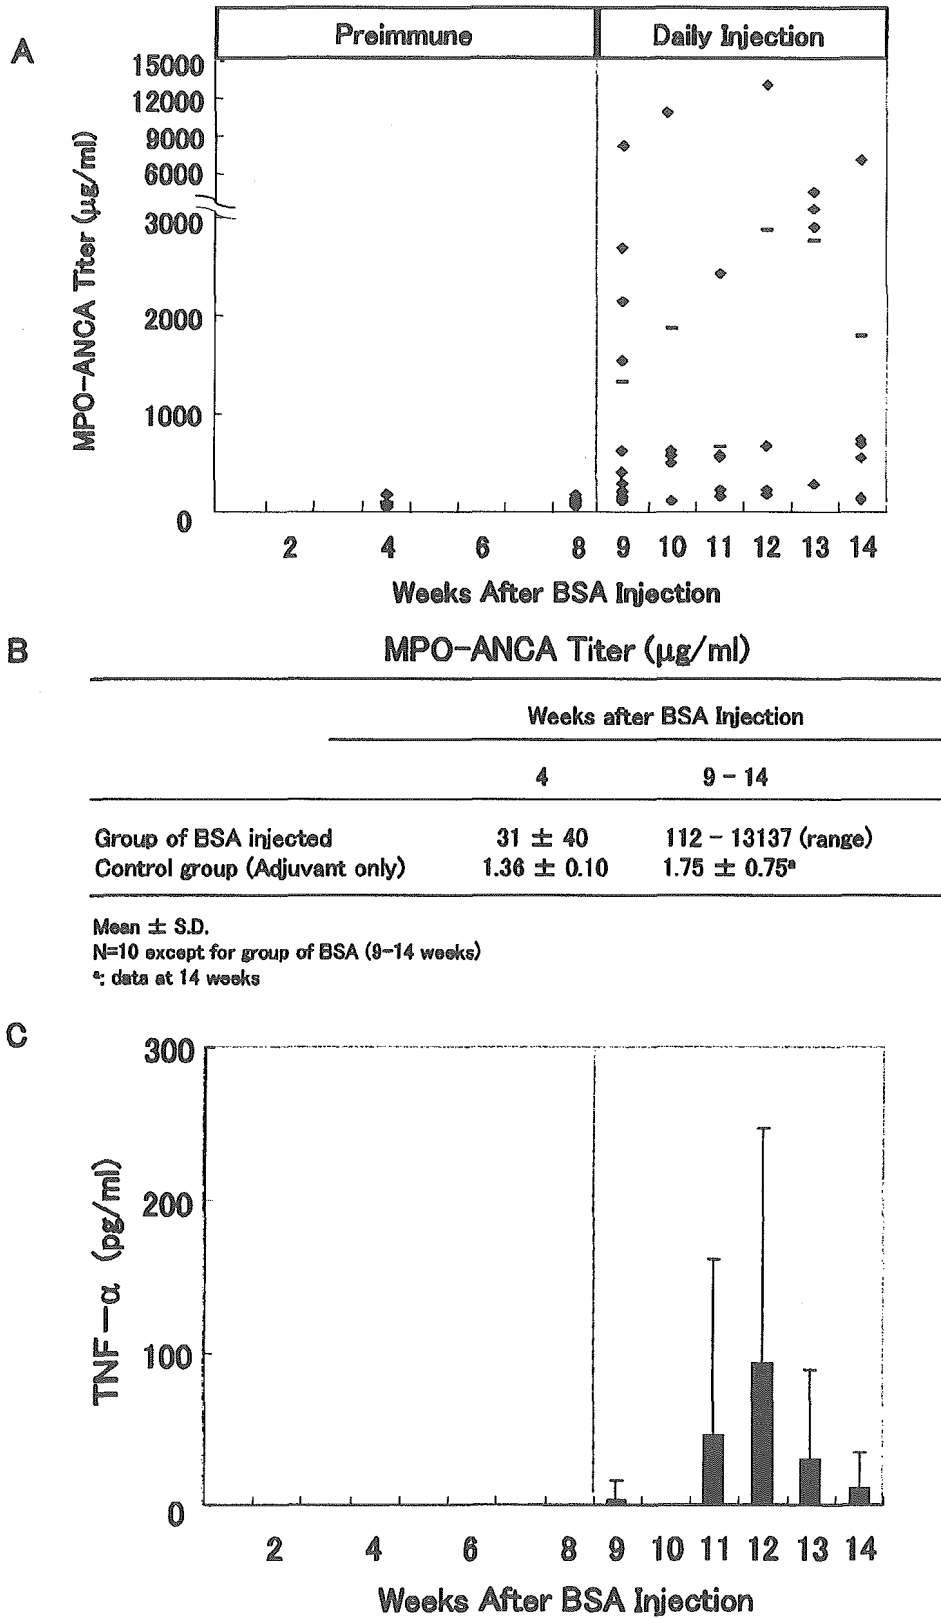 A
Preimmune Daily Injection
15000
12000
9000
6000
3000
2000
1000
0
MPO-ANCA Titer (μg/ml)
2 4 6 8 9 10 11 12 13 14
Weeks After BSA Injection
B
MPO-ANCA Titer (μg/ml)
Weeks after BSA Injection
4 9 - 14
Group of BSA injected 31 ± 40 112 - 13137 (range)
Control group (Adjuvant only) 1.36 ± 0.10 1.75 ± 0.75ᵃ
Mean ± S.D.
N=10 except for group of BSA (9-14 weeks)
ᵃ: data at 14 weeks
C
300
200
100
0
TNF-α (pg/ml)
2 4 6 8 9 10 11 12 13 14
Weeks After BSA Injection